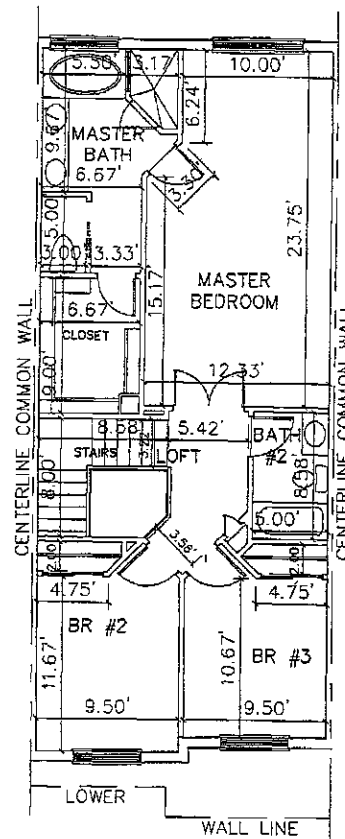 5.50' 3.17 10.00'
6.24'
9.67'
MASTER
BATH
6.67'
3.30'
5.00'
23.75'
3.00' 3.33'
15.17
MASTER
BEDROOM
6.67'
CLOSET
9.00'
12.33'
CENTERLINE COMMON WALL
CENTERLINE COMMON WALL
8.58' 5.42'
BATH
#2
STAIRS
3.22'
LOFT
8.98'
8.00'
5.00'
3.56'
2.00
2.00
4.75' 4.75'
BR #2
BR #3
11.67'
10.67'
9.50' 9.50'
LOWER
WALL LINE